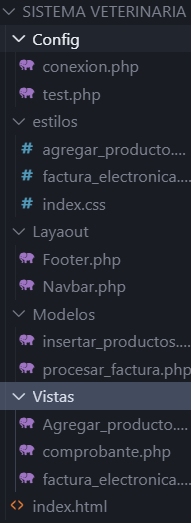 SISTEMA VETERINARIA
Config
conexion.php
test.php
estilos
agregar_producto....
factura_electronica....
index.css
Layaout
Footer.php
Navbar.php
Modelos
insertar_productos....
procesar_factura.php
Vistas
Agregar_producto....
comprobante.php
factura_electronica....
index.html